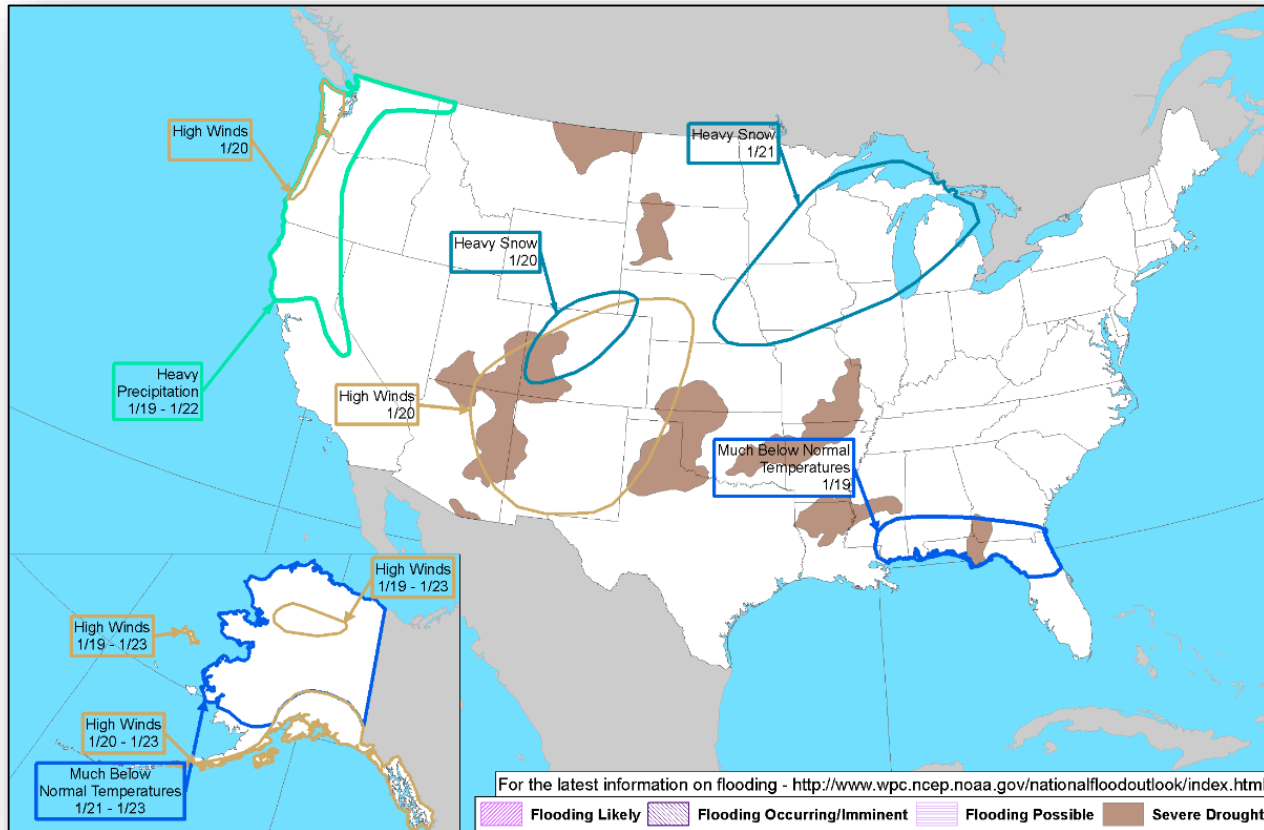 High Winds
1/20
Heavy Snow
1/21
Heavy Snow
1/20
Heavy
Precipitation
1/19 - 1/22
High Winds
1/20
Much Below Normal
Temperatures
1/19
High Winds
1/19 - 1/23
High Winds
1/19 - 1/23
High Winds
1/20 - 1/23
Much Below
Normal Temperatures
1/21 - 1/23
For the latest information on flooding - http://www.wpc.ncep.noaa.gov/nationalfloodoutlook/index.html
Flooding Likely Flooding Occurring/Imminent Flooding Possible Severe Drought